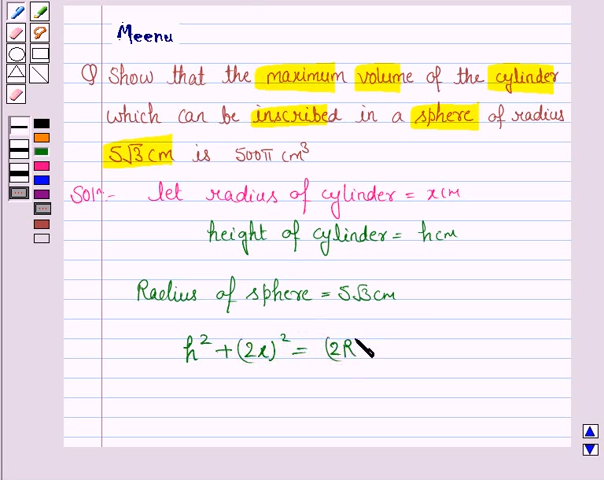 Meenu
Q Show that the maximum volume of the cylinder
which can be inscribed in a sphere of radius
5√3 cm is 500π cm³
Solⁿ:- let radius of cylinder = x cm
height of cylinder = h cm
Radius of sphere = 5√3 cm
h² + (2x)² = (2R